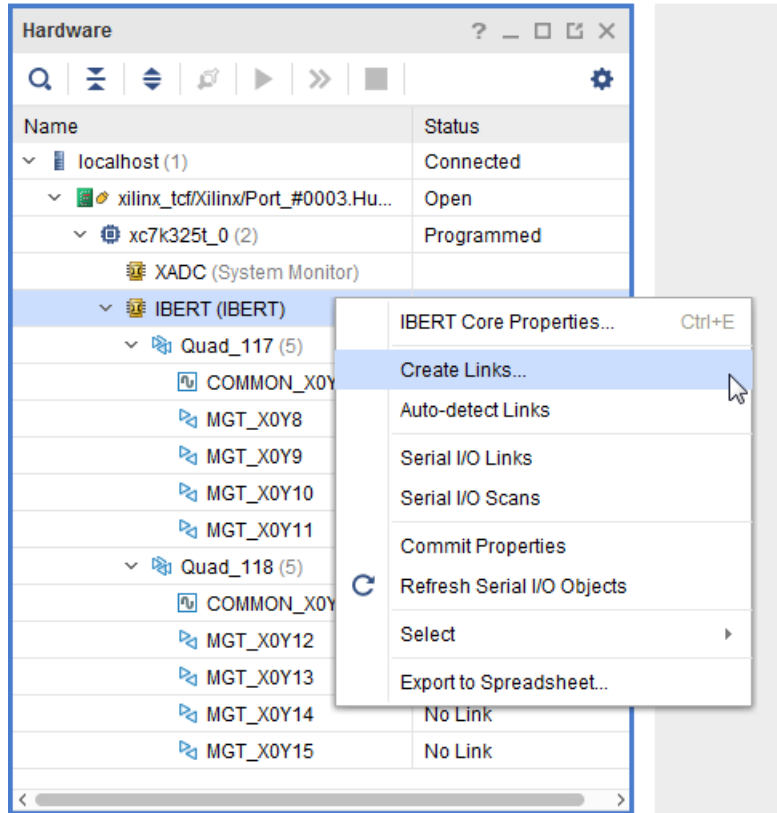 Hardware ? _
Name Status
localhost (1) Connected
xilinx_tcf/Xilinx/Port_#0003.Hu... Open
xc7k325t_0 (2) Programmed
XADC (System Monitor)
IBERT (IBERT)
Quad_117 (5)
COMMON_X0Y
MGT_X0Y8
MGT_X0Y9
MGT_X0Y10
MGT_X0Y11
Quad_118 (5)
COMMON_X0Y
MGT_X0Y12
MGT_X0Y13
MGT_X0Y14 No Link
MGT_X0Y15 No Link
IBERT Core Properties... Ctrl+E
Create Links...
Auto-detect Links
Serial I/O Links
Serial I/O Scans
Commit Properties
Refresh Serial I/O Objects
Select
Export to Spreadsheet...